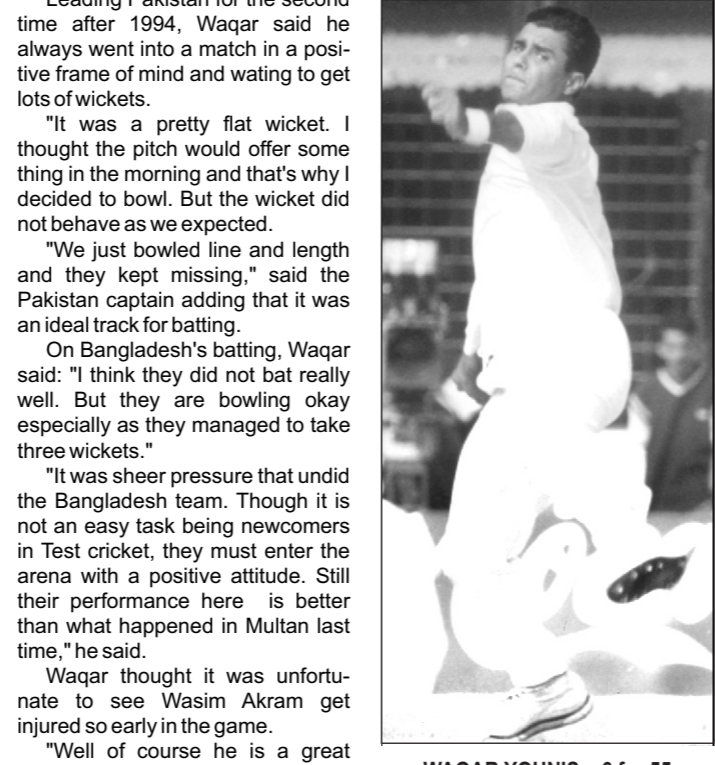 Leading Pakistan for the second
time after 1994, Waqar said he
always went into a match in a posi-
tive frame of mind and wating to get
lots of wickets.
"It was a pretty flat wicket. I
thought the pitch would offer some
thing in the morning and that's why I
decided to bowl. But the wicket did
not behave as we expected.
"We just bowled line and length
and they kept missing," said the
Pakistan captain adding that it was
an ideal track for batting.
On Bangladesh's batting, Waqar
said: "I think they did not bat really
well. But they are bowling okay
especially as they managed to take
three wickets."
"It was sheer pressure that undid
the Bangladesh team. Though it is
not an easy task being newcomers
in Test cricket, they must enter the
arena with a positive attitude. Still
their performance here is better
than what happened in Multan last
time," he said.
Waqar thought it was unfortu-
nate to see Wasim Akram get
injured so early in the game.
"Well of course he is a great
WAQAR YOUNIS